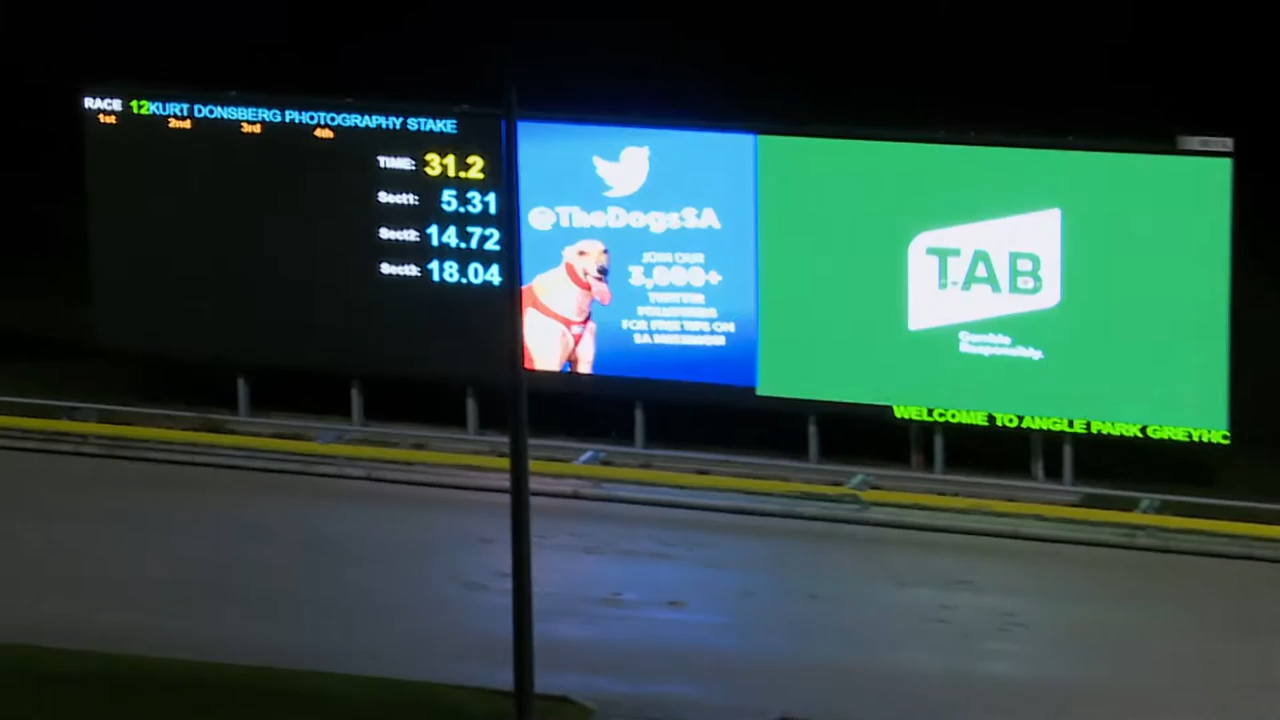 RACE 12KURT DONSBERG PHOTOGRAPHY STAKE
1st 2nd 3rd 4th
TIME: 31.2
Sect1: 5.31
Sect2: 14.72
Sect3: 18.04
@TheDogsSA
JOIN OUR
3,000+
TWITTER
FOLLOWERS
FOR FREE TIPS ON
SA
TAB
Gamble
Responsibly.
WELCOME TO ANGLE PARK GREYHC